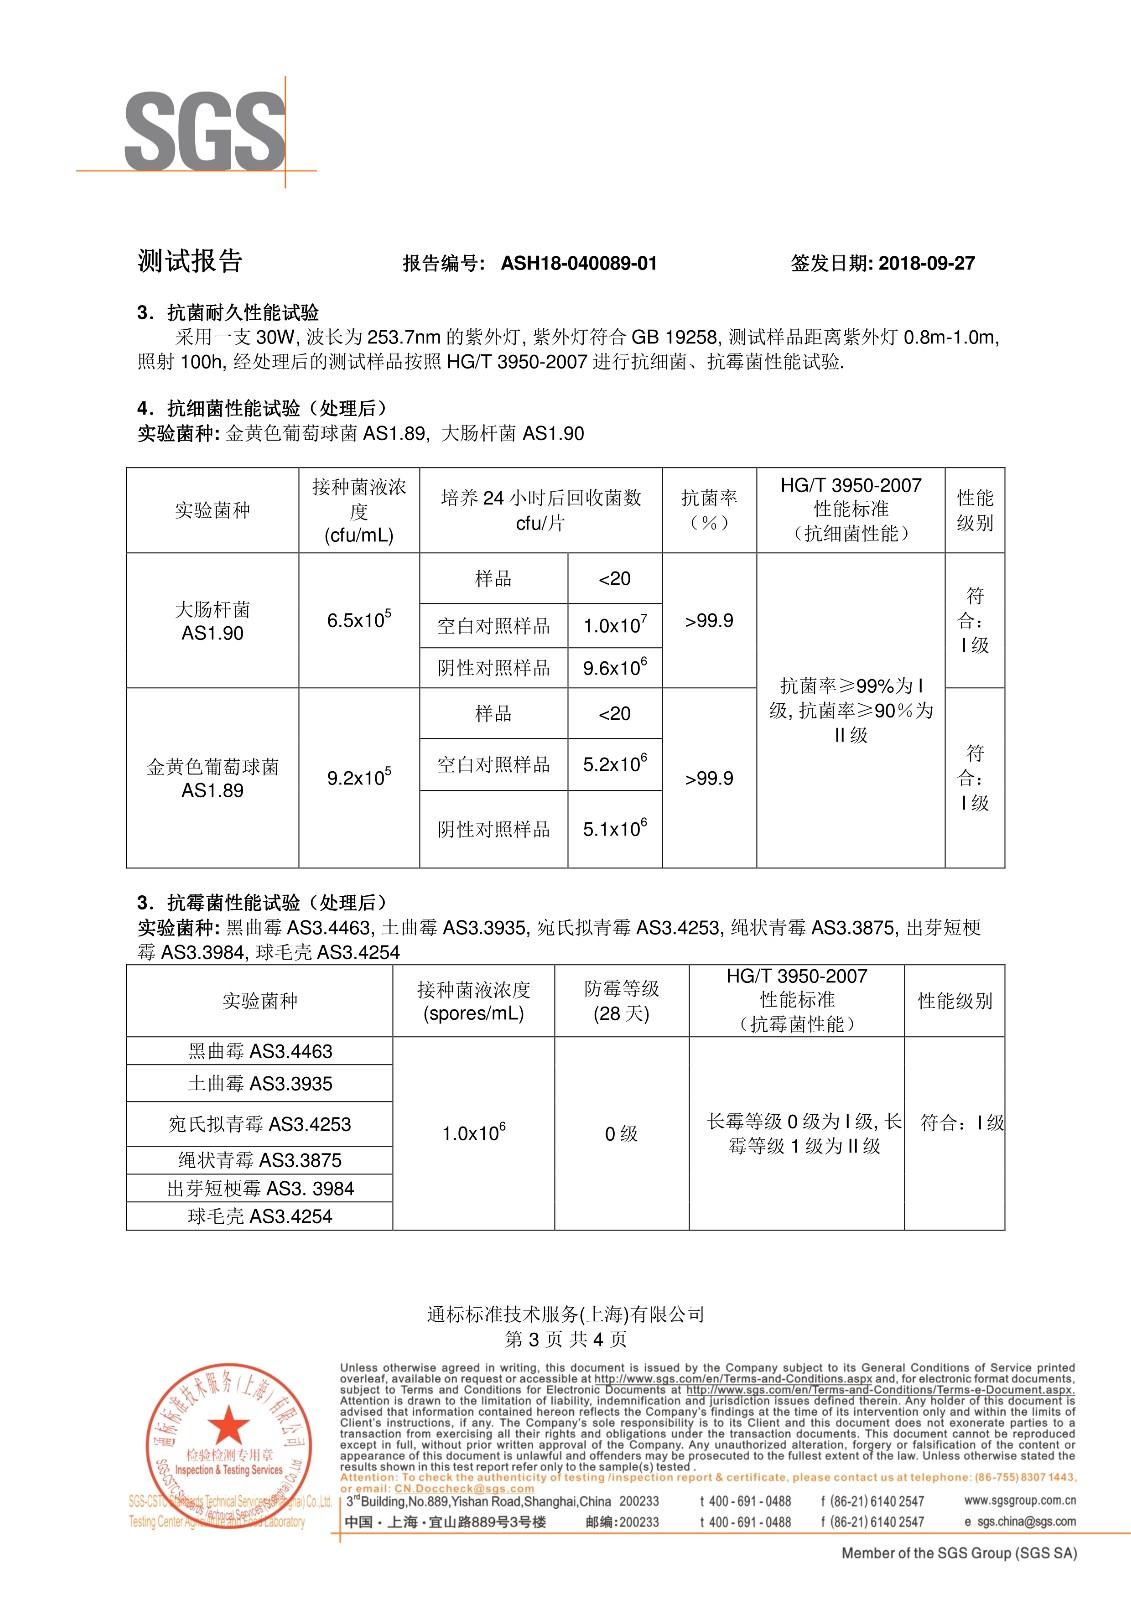 SGS
测试报告 报告编号: ASH18-040089-01 签发日期: 2018-09-27
3．抗菌耐久性能试验
采用一支 30W, 波长为 253.7nm 的紫外灯, 紫外灯符合 GB 19258, 测试样品距离紫外灯 0.8m-1.0m,
照射 100h, 经处理后的测试样品按照 HG/T 3950-2007 进行抗细菌、抗霉菌性能试验.
4．抗细菌性能试验（处理后）
实验菌种: 金黄色葡萄球菌 AS1.89, 大肠杆菌 AS1.90
实验菌种
接种菌液浓
度
(cfu/mL)
培养 24 小时后回收菌数
cfu/片
抗菌率
（％）
HG/T 3950-2007
性能标准
（抗细菌性能）
性能
级别
大肠杆菌
AS1.90
6.5x10⁵
样品 <20
空白对照样品 1.0x10⁷
阴性对照样品 9.6x10⁶
>99.9
抗菌率≥99%为 I
级, 抗菌率≥90％为
II 级
符
合：
I 级
金黄色葡萄球菌
AS1.89
9.2x10⁵
样品 <20
空白对照样品 5.2x10⁶
阴性对照样品 5.1x10⁶
>99.9
符
合：
I 级
3．抗霉菌性能试验（处理后）
实验菌种: 黑曲霉 AS3.4463, 土曲霉 AS3.3935, 宛氏拟青霉 AS3.4253, 绳状青霉 AS3.3875, 出芽短梗
霉 AS3.3984, 球毛壳 AS3.4254
实验菌种
接种菌液浓度
(spores/mL)
防霉等级
(28 天)
HG/T 3950-2007
性能标准
（抗霉菌性能）
性能级别
黑曲霉 AS3.4463
土曲霉 AS3.3935
宛氏拟青霉 AS3.4253
绳状青霉 AS3.3875
出芽短梗霉 AS3. 3984
球毛壳 AS3.4254
1.0x10⁶
0 级
长霉等级 0 级为 I 级, 长
霉等级 1 级为 II 级
符合：I 级
通标标准技术服务(上海)有限公司
第 3 页 共 4 页
Unless otherwise agreed in writing, this document is issued by the Company subject to its General Conditions of Service printed
overleaf, available on request or accessible at http://www.sgs.com/en/Terms-and-Conditions.aspx and, for electronic format documents,
subject to Terms and Conditions for Electronic Documents at http://www.sgs.com/en/Terms-and-Conditions/Terms-e-Document.aspx.
Attention is drawn to the limitation of liability, indemnification and jurisdiction issues defined therein. Any holder of this document is
advised that information contained hereon reflects the Company's findings at the time of its intervention only and within the limits of
Client's instructions, if any. The Company's sole responsibility is to its Client and this document does not exonerate parties to a
transaction from exercising all their rights and obligations under the transaction documents. This document cannot be reproduced
except in full, without prior written approval of the Company. Any unauthorized alteration, forgery or falsification of the content or
appearance of this document is unlawful and offenders may be prosecuted to the fullest extent of the law. Unless otherwise stated the
results shown in this test report refer only to the sample(s) tested .
Attention: To check the authenticity of testing /inspection report & certificate, please contact us at telephone: (86-755) 8307 1443,
or email: CN.Doccheck@sgs.com
通标标准技术服务(上海)有限公司
检验检测专用章
Inspection & Testing Services
SGS-CSTC Standards Technical Services (Shanghai) Co., Ltd.
SGS-CSTC Standards Technical Services (Shanghai) Co.,Ltd.
Testing Center Agriculture and Food Laboratory
3ʳᵈBuilding,No.889,Yishan Road,Shanghai,China 200233 t 400-691-0488 f (86-21) 6140 2547 www.sgsgroup.com.cn
中国·上海·宜山路889号3号楼 邮编:200233 t 400-691-0488 f (86-21) 6140 2547 e sgs.china@sgs.com
Member of the SGS Group (SGS SA)